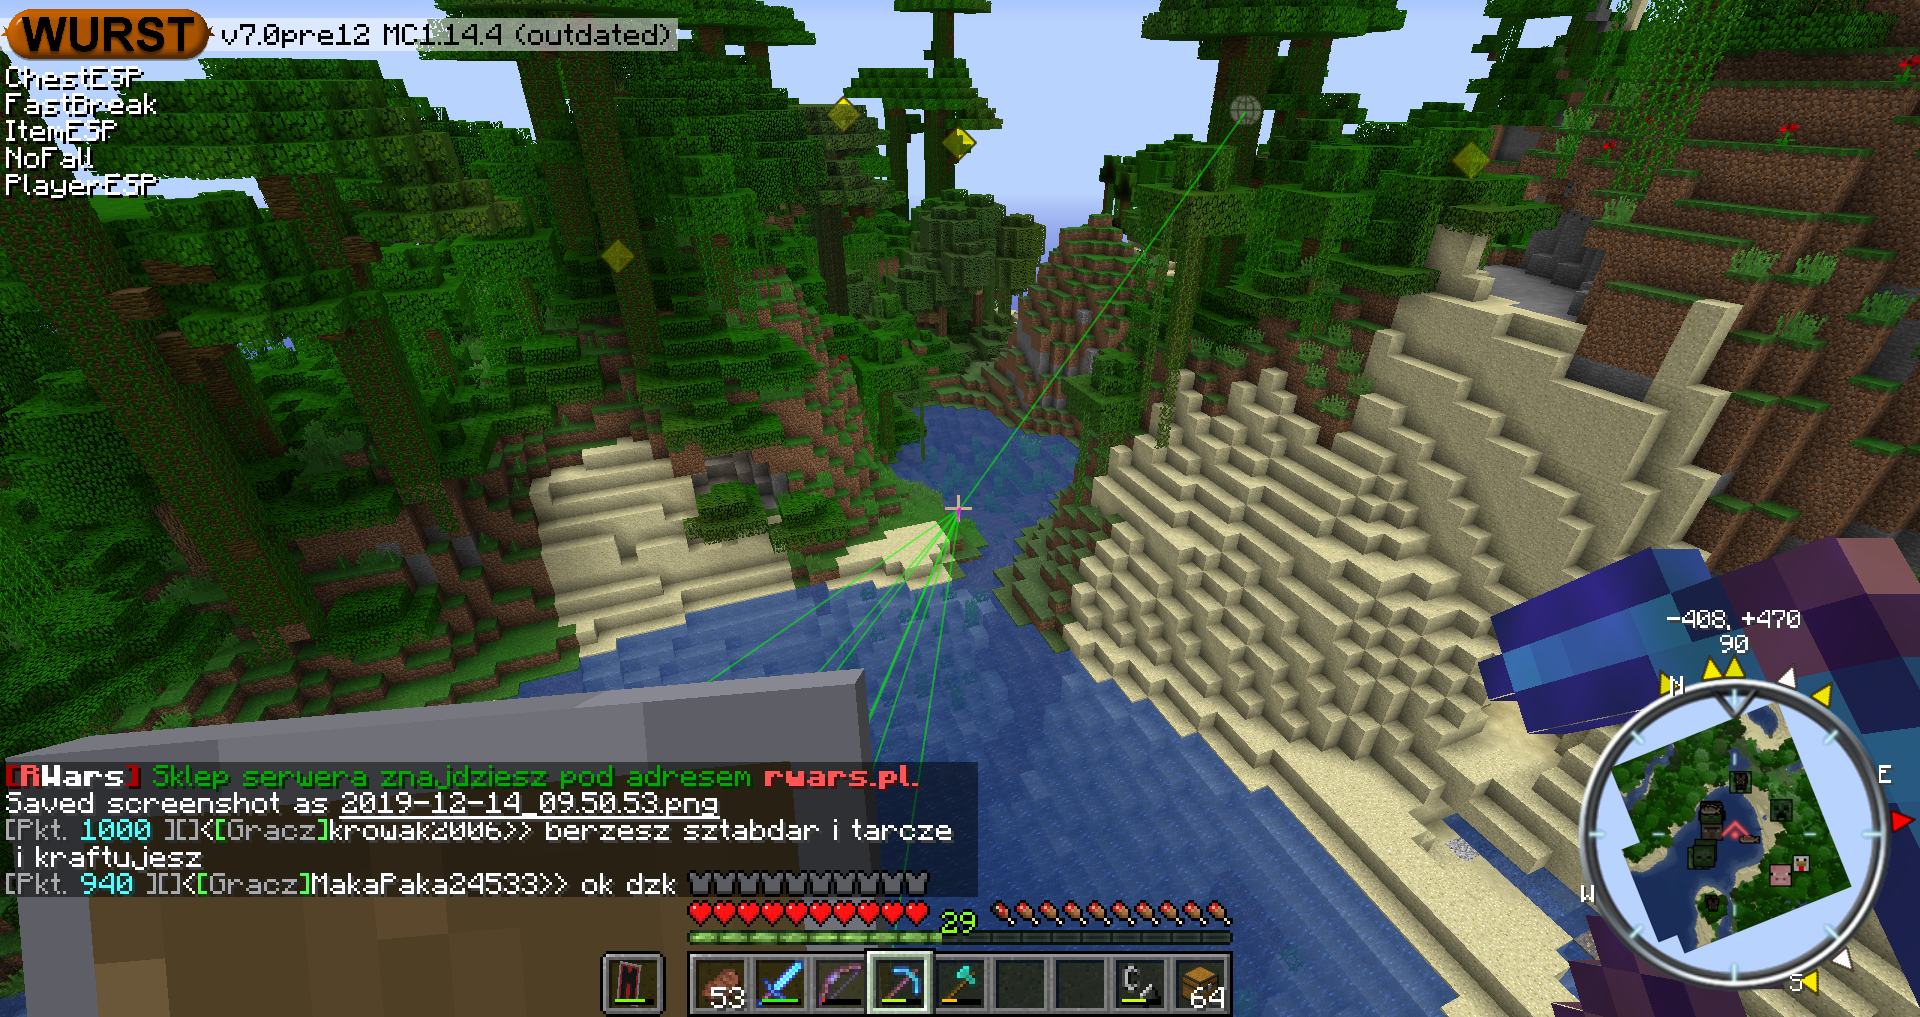 WURST v7.0pre12 MC1.14.4 (outdated)
ChestESP
FastBreak
ItemESP
NoFall
PlayerESP
-408, +470
90
N
E
W
S
[RWars] Sklep serwera znajdziesz pod adresem rwars.pl.
Saved screenshot as 2019-12-14_09.50.53.png
[Pkt. 1000 ][]<[Gracz]krowak2006>> berzesz sztabdar i tarcze
i kraftujesz
[Pkt. 940 ][]<[Gracz]MakaPaka24533>> ok dzk
29
53
64